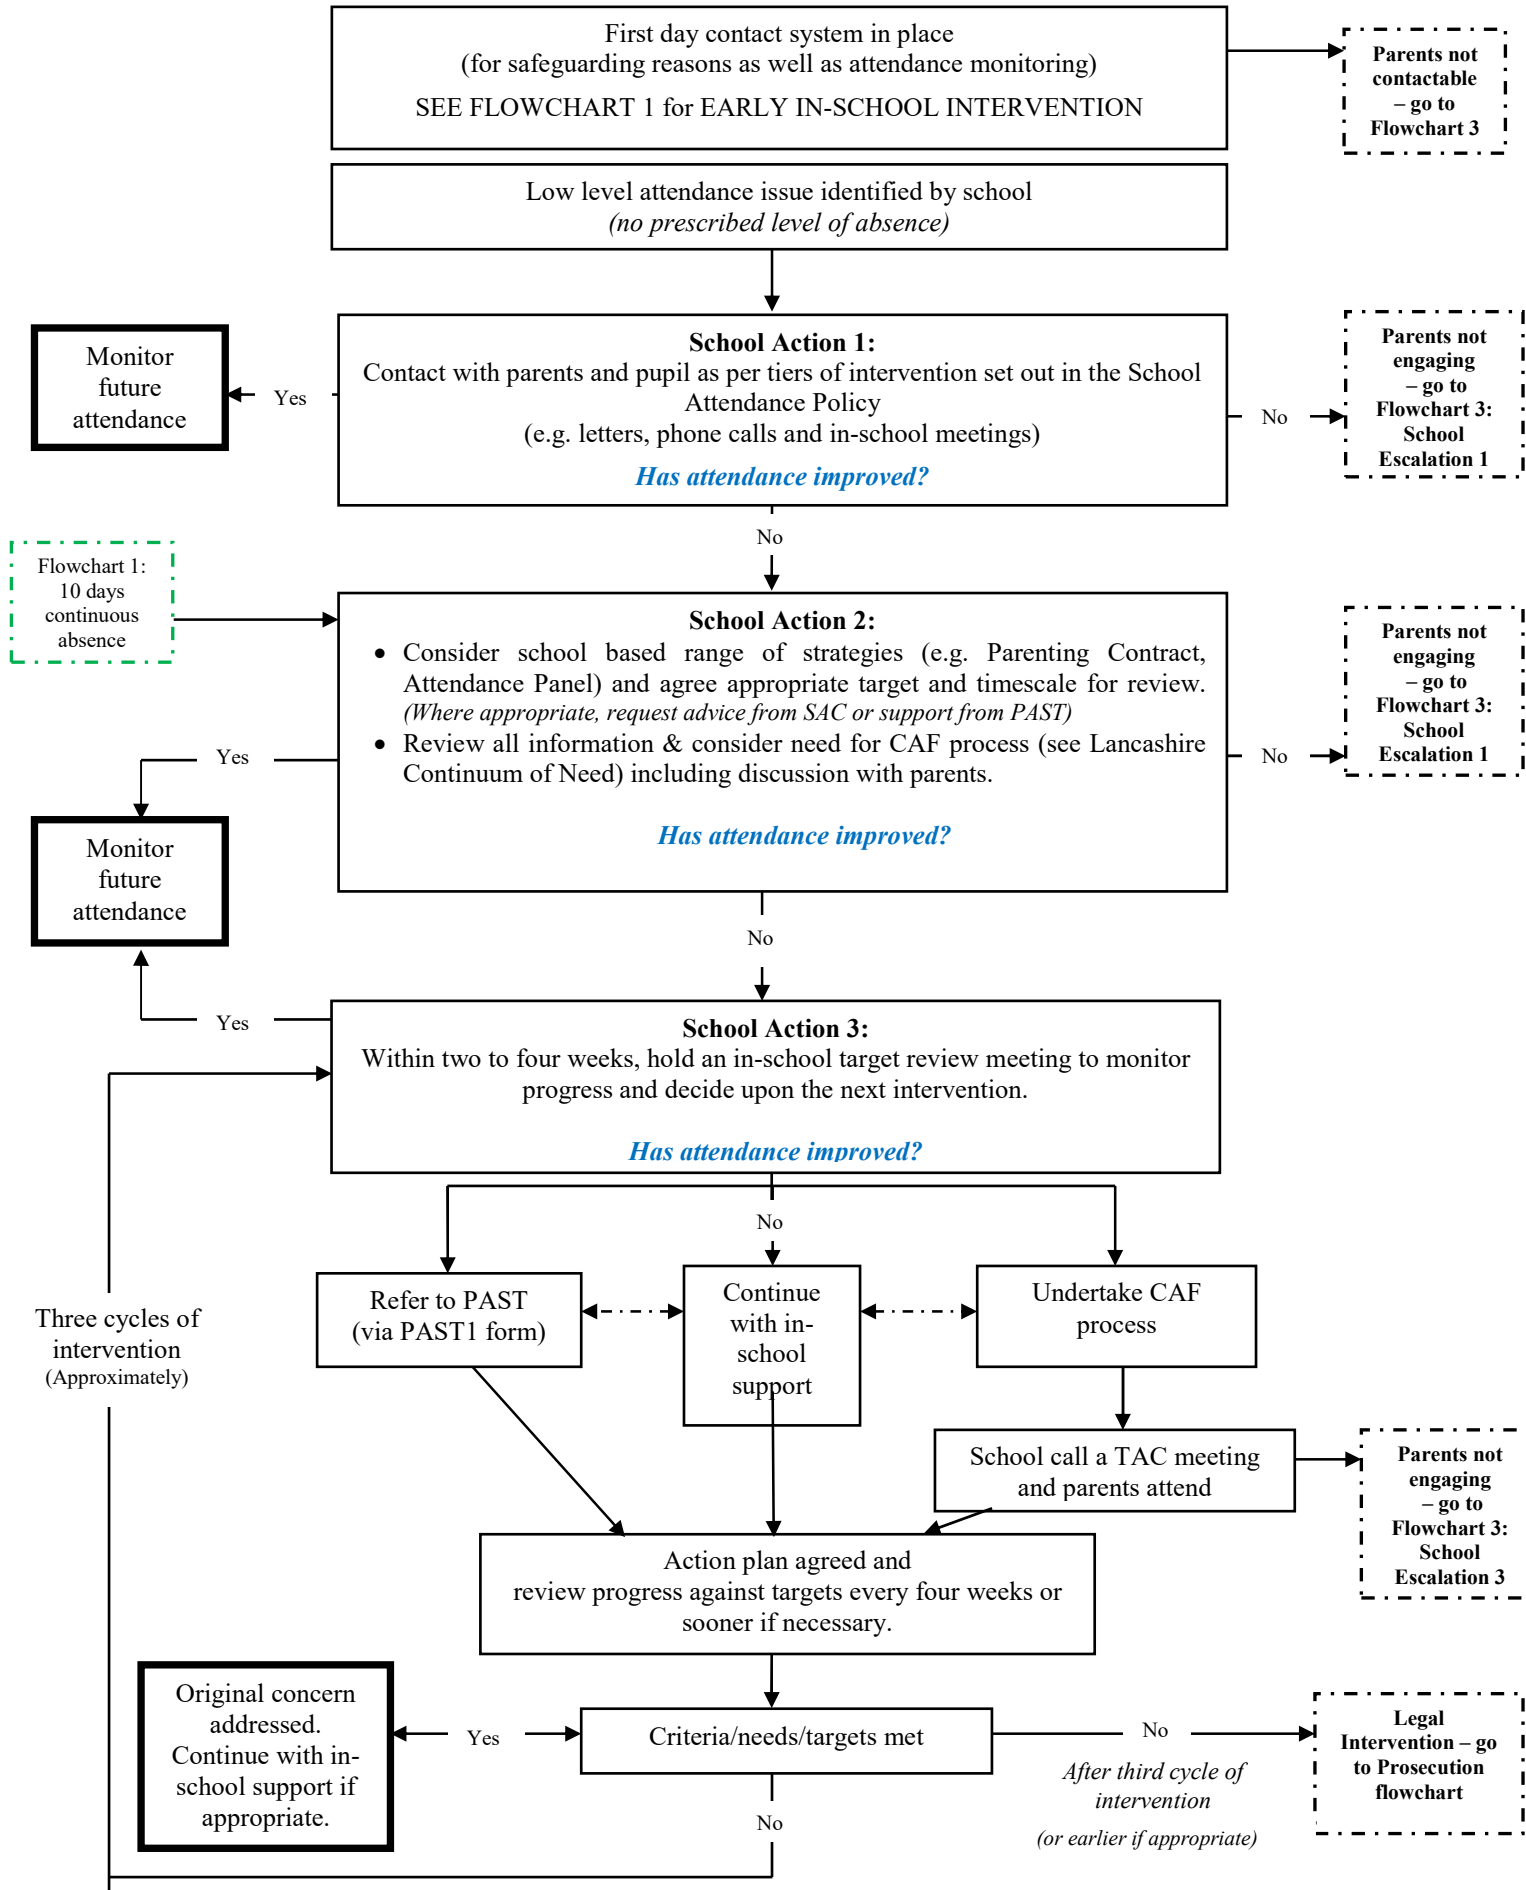 First day contact system in place
(for safeguarding reasons as well as attendance monitoring)
SEE FLOWCHART 1 for EARLY IN-SCHOOL INTERVENTION
Parents not
contactable
– go to
Flowchart 3
Low level attendance issue identified by school
(no prescribed level of absence)
Monitor
future
attendance
Yes
School Action 1:
Contact with parents and pupil as per tiers of intervention set out in the School
Attendance Policy
(e.g. letters, phone calls and in-school meetings)
Has attendance improved?
No
Parents not
engaging
– go to
Flowchart 3:
School
Escalation 1
No
Flowchart 1:
10 days
continuous
absence
School Action 2:
• Consider school based range of strategies (e.g. Parenting Contract,
Attendance Panel) and agree appropriate target and timescale for review.
(Where appropriate, request advice from SAC or support from PAST)
• Review all information & consider need for CAF process (see Lancashire
Continuum of Need) including discussion with parents.
Has attendance improved?
No
Parents not
engaging
– go to
Flowchart 3:
School
Escalation 1
Yes
Monitor
future
attendance
No
Yes
School Action 3:
Within two to four weeks, hold an in-school target review meeting to monitor
progress and decide upon the next intervention.
Has attendance improved?
No
Three cycles of
intervention
(Approximately)
Refer to PAST
(via PAST1 form)
Continue
with in-
school
support
Undertake CAF
process
School call a TAC meeting
and parents attend
Parents not
engaging
– go to
Flowchart 3:
School
Escalation 3
Action plan agreed and
review progress against targets every four weeks or
sooner if necessary.
Original concern
addressed.
Continue with in-
school support if
appropriate.
Yes
Criteria/needs/targets met
No
After third cycle of
intervention
(or earlier if appropriate)
Legal
Intervention – go
to Prosecution
flowchart
No